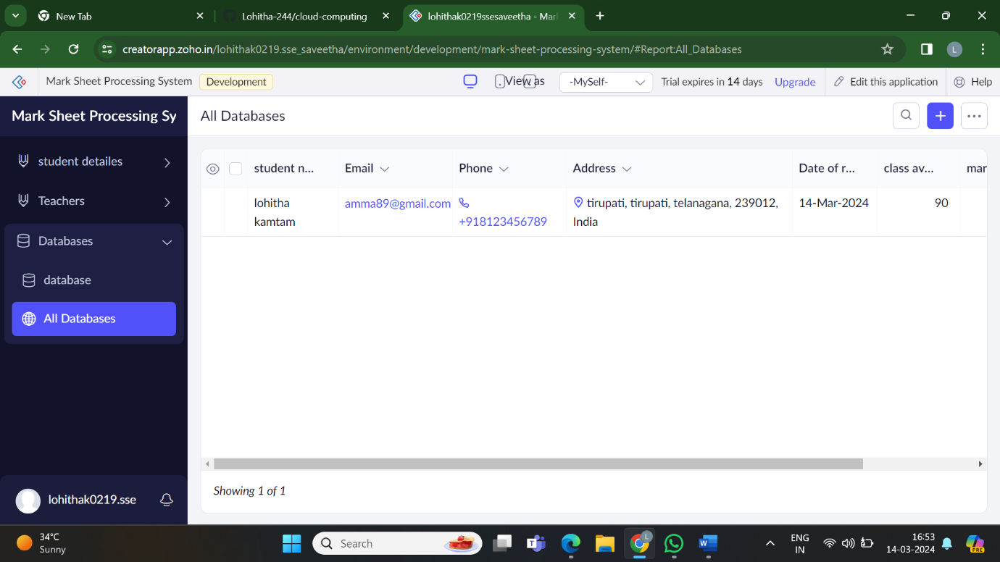 New Tab
Lohitha-244/cloud-computing
lohithak0219ssesaveetha - Mar
creatorapp.zoho.in/lohithak0219.sse_saveetha/environment/development/mark-sheet-processing-system/#Report:All_Databases
L
Mark Sheet Processing System
Development
View as
-MySelf-
Trial expires in 14 days
Upgrade
Edit this application
Help
Mark Sheet Processing Sy
All Databases
student detailes
Teachers
Databases
database
All Databases
student n...
Email
Phone
Address
Date of r...
class av...
mar
lohitha
kamtam
amma89@gmail.com
+918123456789
tirupati, tirupati, telanagana, 239012,
India
14-Mar-2024
90
Showing 1 of 1
lohithak0219.sse
34°C
Sunny
Search
L
ENG
IN
16:53
14-03-2024
PRE